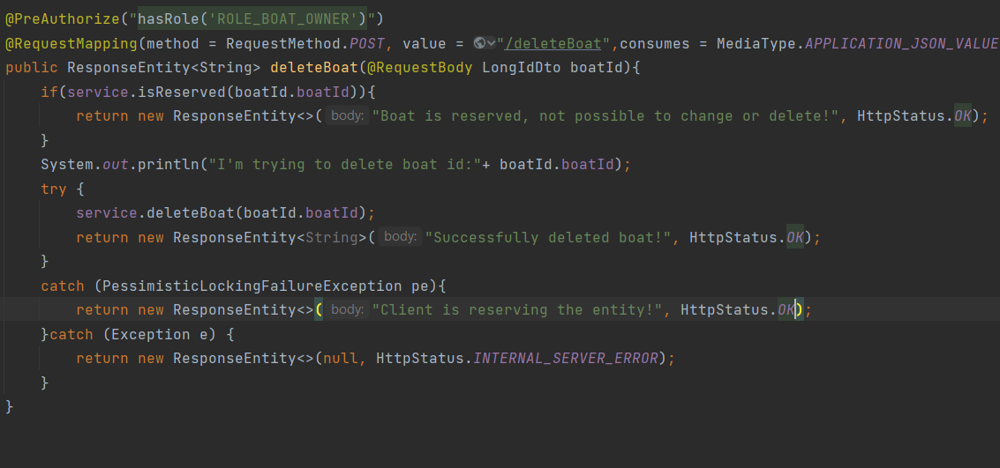 @PreAuthorize("hasRole('ROLE_BOAT_OWNER')")
@RequestMapping(method = RequestMethod.POST, value = "/deleteBoat",consumes = MediaType.APPLICATION_JSON_VALUE
public ResponseEntity<String> deleteBoat(@RequestBody LongIdDto boatId){
    if(service.isReserved(boatId.boatId)){
        return new ResponseEntity<>( body: "Boat is reserved, not possible to change or delete!", HttpStatus.OK);
    }
    System.out.println("I'm trying to delete boat id:"+ boatId.boatId);
    try {
        service.deleteBoat(boatId.boatId);
        return new ResponseEntity<String>( body: "Successfully deleted boat!", HttpStatus.OK);
    }
    catch (PessimisticLockingFailureException pe){
        return new ResponseEntity<>( body: "Client is reserving the entity!", HttpStatus.OK);
    }catch (Exception e) {
        return new ResponseEntity<>(null, HttpStatus.INTERNAL_SERVER_ERROR);
    }
}